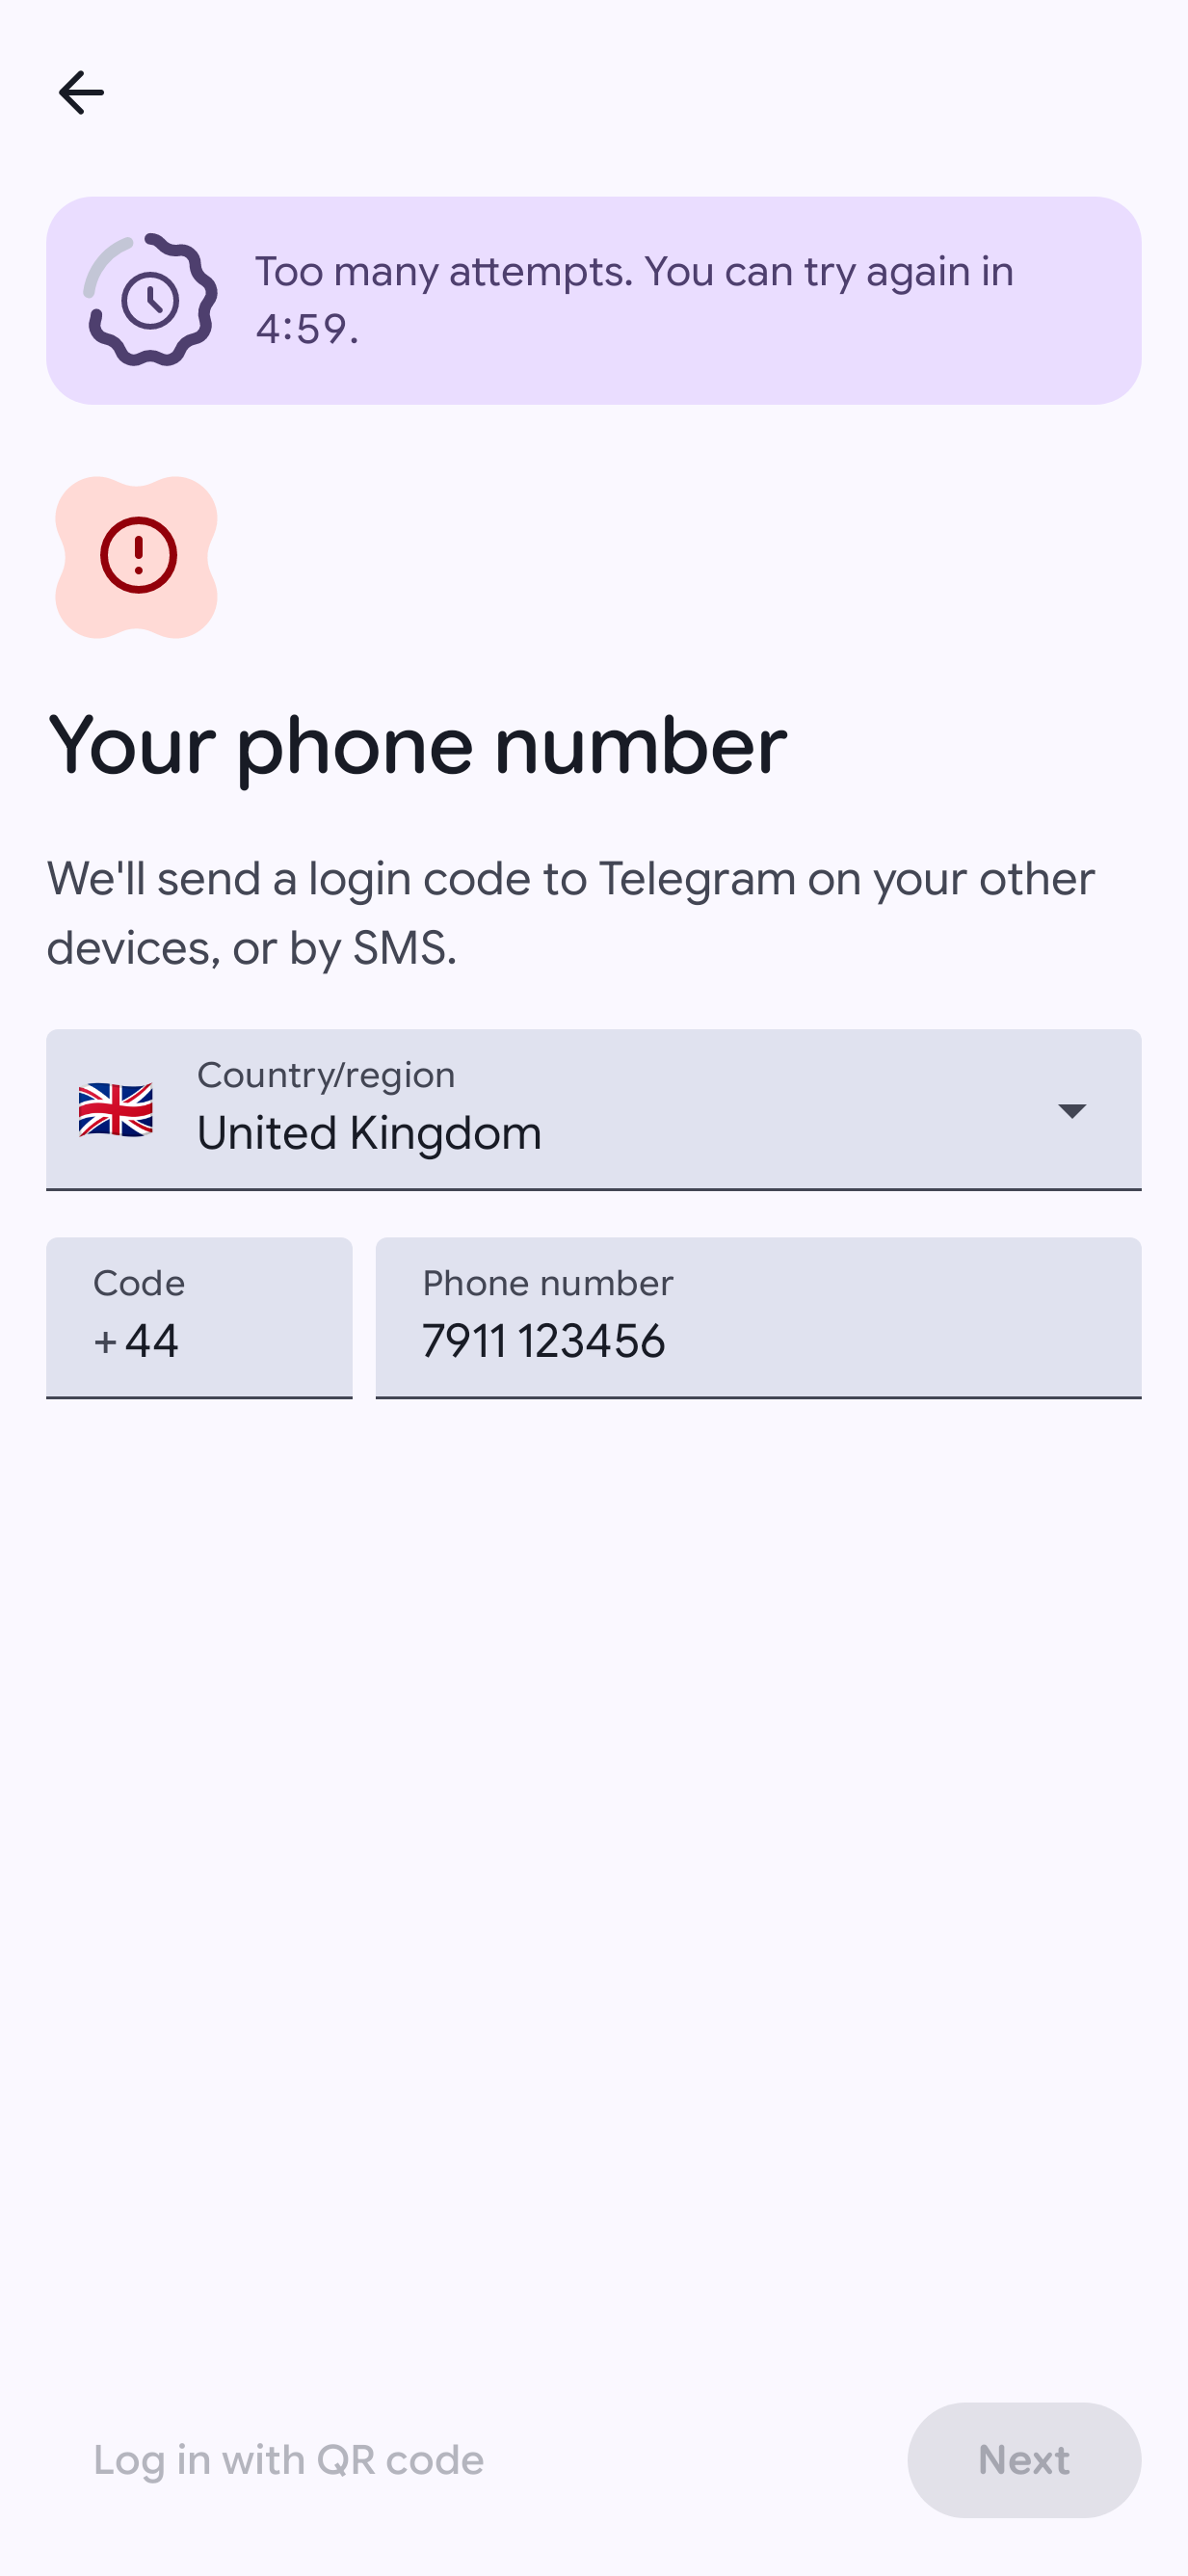 Too many attempts. You can try again in
4:59.
Your phone number
We'll send a login code to Telegram on your other
devices, or by SMS.
Country/region
United Kingdom
Code
+44
Phone number
7911 123456
Log in with QR code
Next